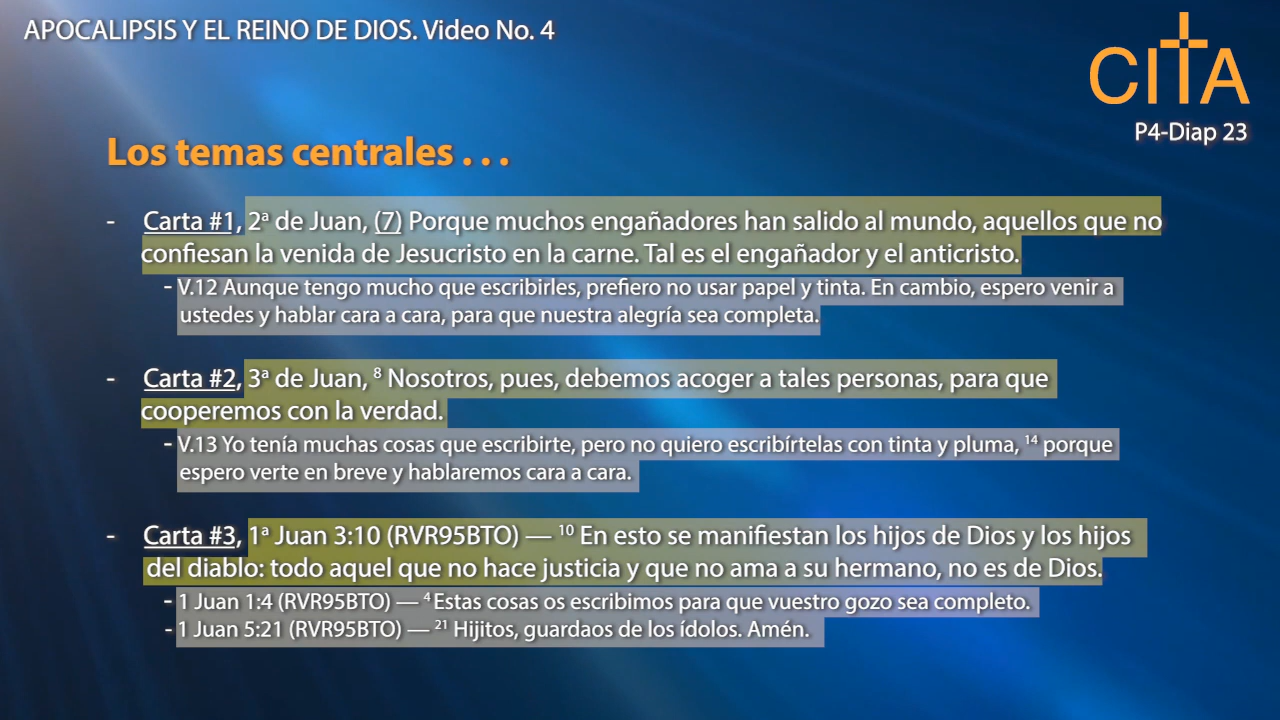 APOCALIPSIS Y EL REINO DE DIOS. Video No. 4
CITA
P4-Diap 23
Los temas centrales . . .
- Carta #1, 2ª de Juan, (7) Porque muchos engañadores han salido al mundo, aquellos que no
confiesan la venida de Jesucristo en la carne. Tal es el engañador y el anticristo.
- V.12 Aunque tengo mucho que escribirles, prefiero no usar papel y tinta. En cambio, espero venir a
ustedes y hablar cara a cara, para que nuestra alegría sea completa.
- Carta #2, 3ª de Juan, ⁸ Nosotros, pues, debemos acoger a tales personas, para que
cooperemos con la verdad.
- V.13 Yo tenía muchas cosas que escribirte, pero no quiero escribírtelas con tinta y pluma, ¹⁴ porque
espero verte en breve y hablaremos cara a cara.
- Carta #3, 1ª Juan 3:10 (RVR95BTO) — ¹⁰ En esto se manifiestan los hijos de Dios y los hijos
del diablo: todo aquel que no hace justicia y que no ama a su hermano, no es de Dios.
- 1 Juan 1:4 (RVR95BTO) — ⁴ Estas cosas os escribimos para que vuestro gozo sea completo.
- 1 Juan 5:21 (RVR95BTO) — ²¹ Hijitos, guardaos de los ídolos. Amén.